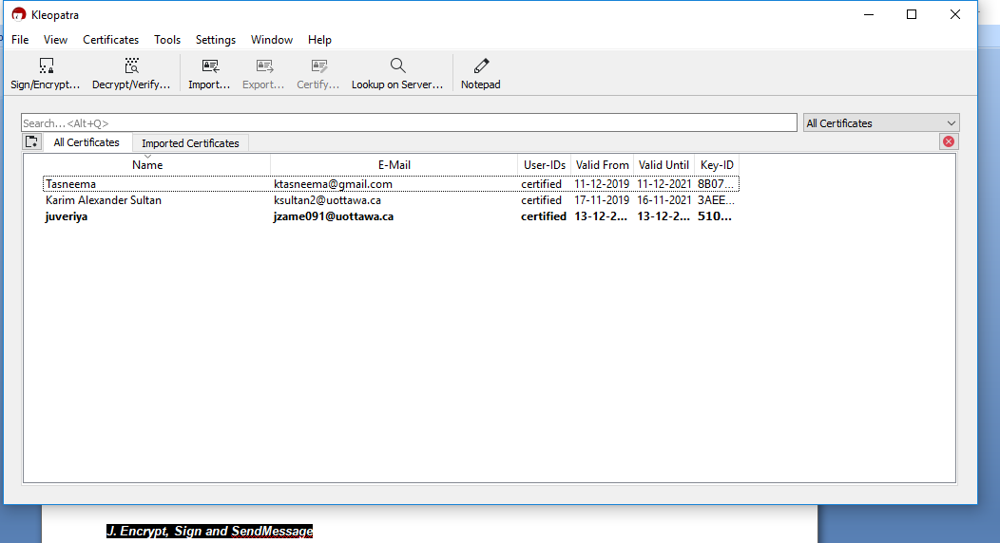 Kleopatra
File View Certificates Tools Settings Window Help
Sign/Encrypt... Decrypt/Verify... Import... Export... Certify... Lookup on Server... Notepad
Search...<Alt+Q> All Certificates
All Certificates Imported Certificates
Name E-Mail User-IDs Valid From Valid Until Key-ID
Tasneema ktasneema@gmail.com certified 11-12-2019 11-12-2021 8B07...
Karim Alexander Sultan ksultan2@uottawa.ca certified 17-11-2019 16-11-2021 3AEE...
juveriya jzame091@uottawa.ca certified 13-12-2... 13-12-2... 510...
J. Encrypt, Sign and SendMessage